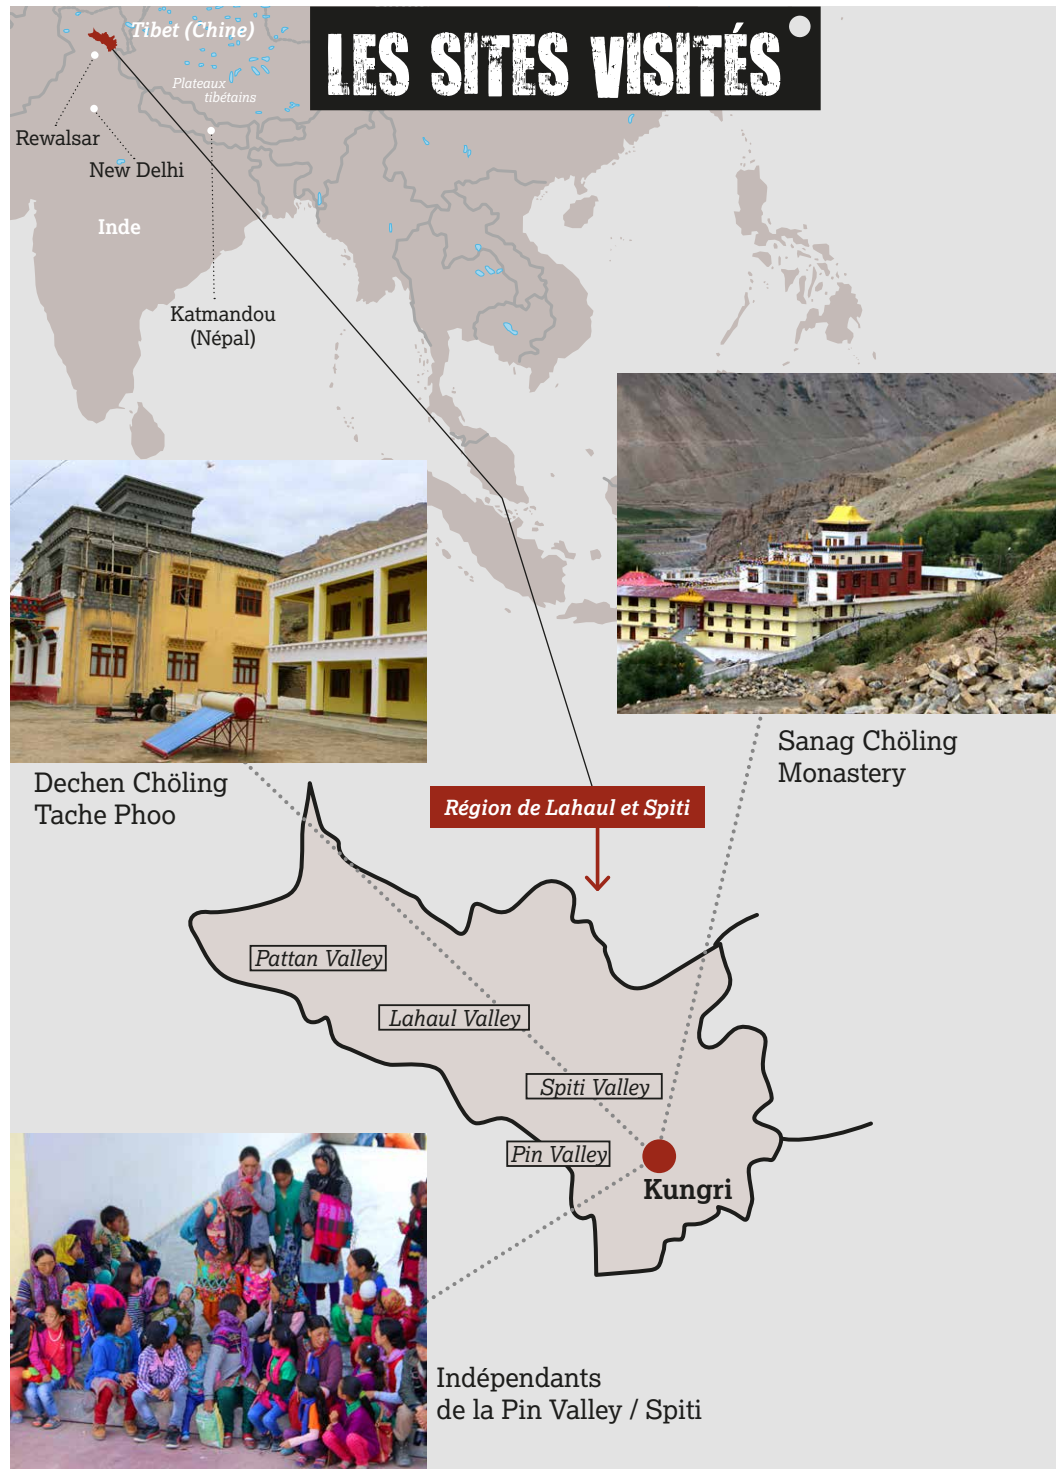 LES SITES VISITÉS
Tibet (Chine)
Plateaux
tibétains
Rewalsar
New Delhi
Inde
Katmandou
(Népal)
Sanag Chöling
Monastery
Dechen Chöling
Tache Phoo
Région de Lahaul et Spiti
Pattan Valley
Lahaul Valley
Spiti Valley
Pin Valley
Kungri
Indépendants
de la Pin Valley / Spiti